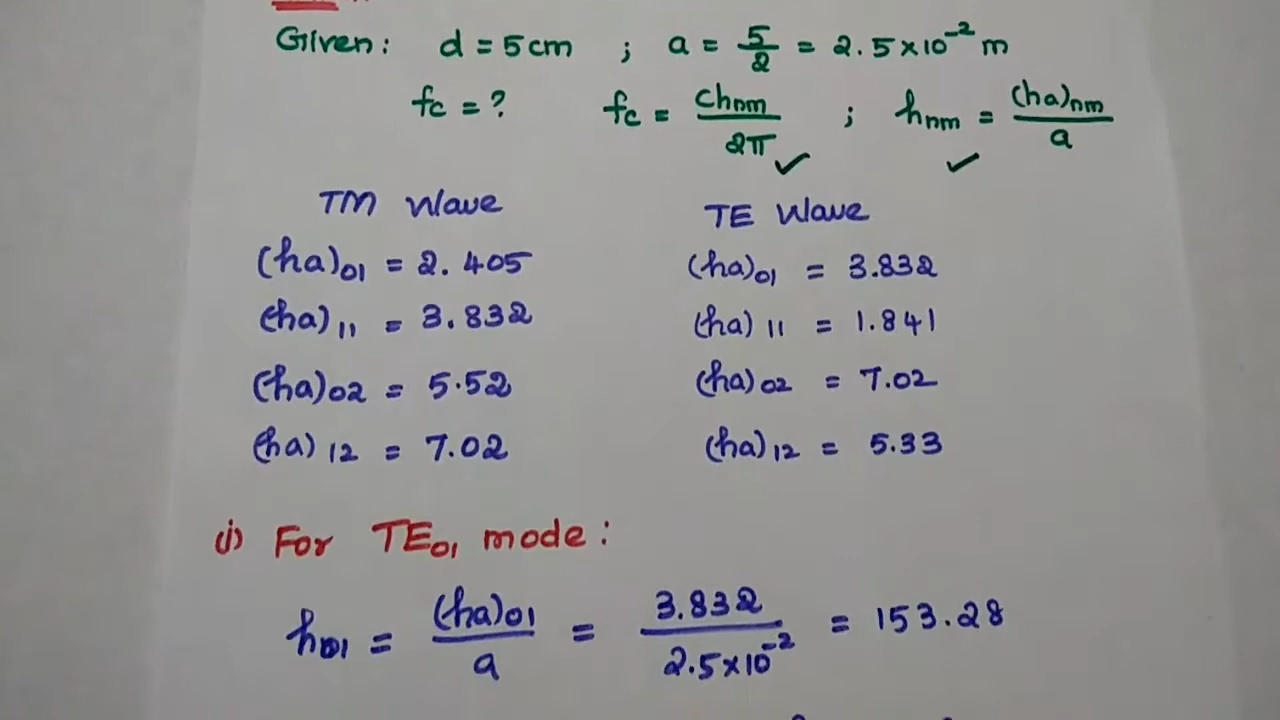 Given: d = 5cm ; a = 5/2 = 2.5×10⁻² m
fc = ? fc = chnm/2π ; hnm = (ha)nm/a
TM Wave TE Wave
(ha)01 = 2.405 (ha)01 = 3.832
(ha)11 = 3.832 (ha)11 = 1.841
(ha)02 = 5.52 (ha)02 = 7.02
(ha)12 = 7.02 (ha)12 = 5.33
(i) For TE01 mode:
h01 = (ha)01/a = 3.832/2.5×10⁻² = 153.28